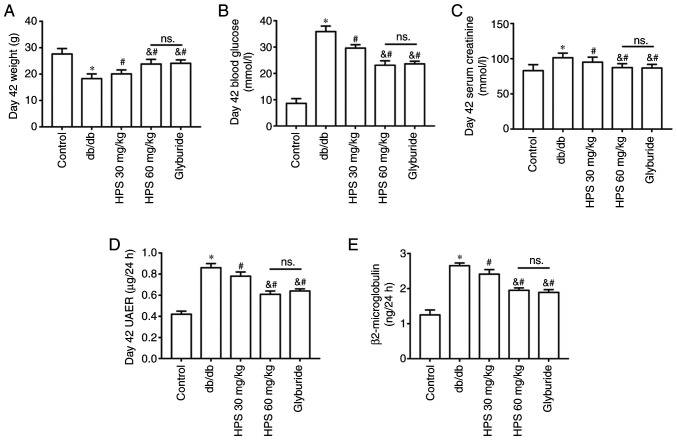 A
Day 42 weight (g)
40
30
20
10
0
*
#
&#
ns.
&#
Control
db/db
HPS 30 mg/kg
HPS 60 mg/kg
Glyburide
B
Day 42 blood glucose
(mmol/l)
40
30
20
10
0
*
#
&#
ns.
&#
Control
db/db
HPS 30 mg/kg
HPS 60 mg/kg
Glyburide
C
Day 42 serum creatinine
(mmol/l)
150
100
50
0
*
#
&#
ns.
&#
Control
db/db
HPS 30 mg/kg
HPS 60 mg/kg
Glyburide
D
Day 42 UAER (µg/24 h)
1.0
0.8
0.6
0.4
0.2
0.0
*
#
&#
ns.
&#
Control
db/db
HPS 30 mg/kg
HPS 60 mg/kg
Glyburide
E
β2-microglobulin
(ng/24 h)
3
2
1
0
*
#
&#
ns.
&#
Control
db/db
HPS 30 mg/kg
HPS 60 mg/kg
Glyburide